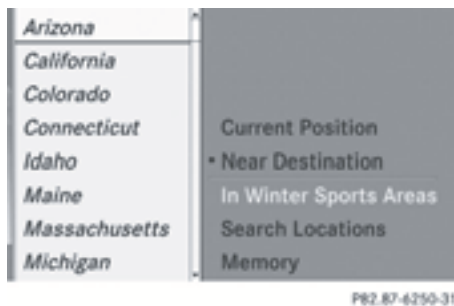 Arizona
California
Colorado
Connecticut
Idaho
Maine
Massachusetts
Michigan
Current Position
• Near Destination
In Winter Sports Areas
Search Locations
Memory
P82.87-6250-31